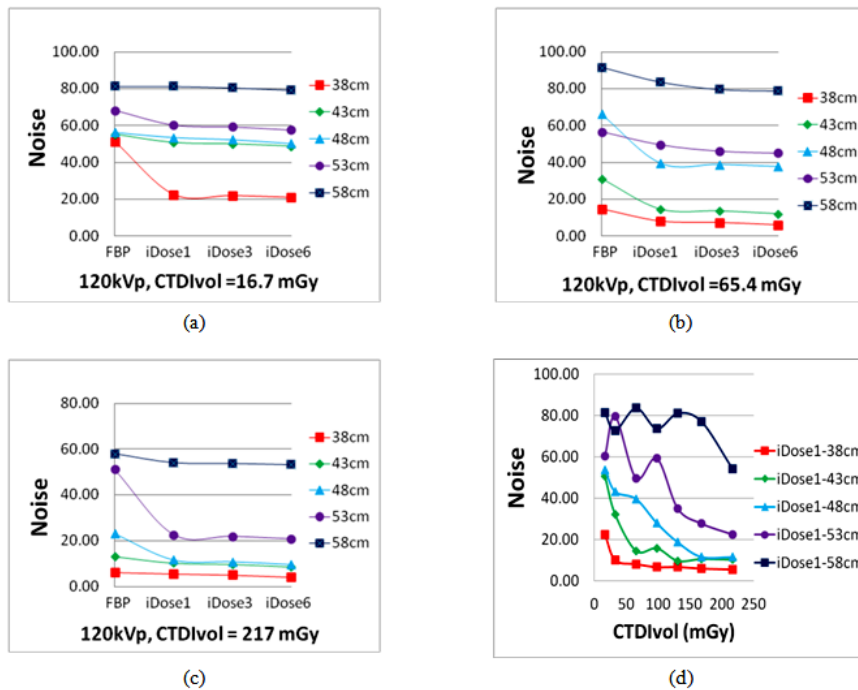 100.00
80.00
60.00
40.00
20.00
0.00
Noise
FBP iDose1 iDose3 iDose6
120kVp, CTDIvol =16.7 mGy
38cm
43cm
48cm
53cm
58cm
(a)
100.00
80.00
60.00
40.00
20.00
0.00
Noise
FBP iDose1 iDose3 iDose6
120kVp, CTDIvol =65.4 mGy
38cm
43cm
48cm
53cm
58cm
(b)
80.00
60.00
40.00
20.00
0.00
Noise
FBP iDose1 iDose3 iDose6
120kVp, CTDIvol = 217 mGy
38cm
43cm
48cm
53cm
58cm
(c)
100.00
80.00
60.00
40.00
20.00
0.00
Noise
0 50 100 150 200 250
CTDIvol (mGy)
iDose1-38cm
iDose1-43cm
iDose1-48cm
iDose1-53cm
iDose1-58cm
(d)